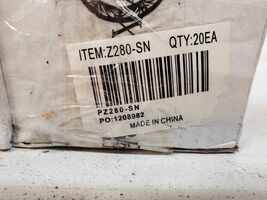 ITEM:Z280-SN QTY:20EA
PZ280-SN
PO:1208982
MADE IN CHINA